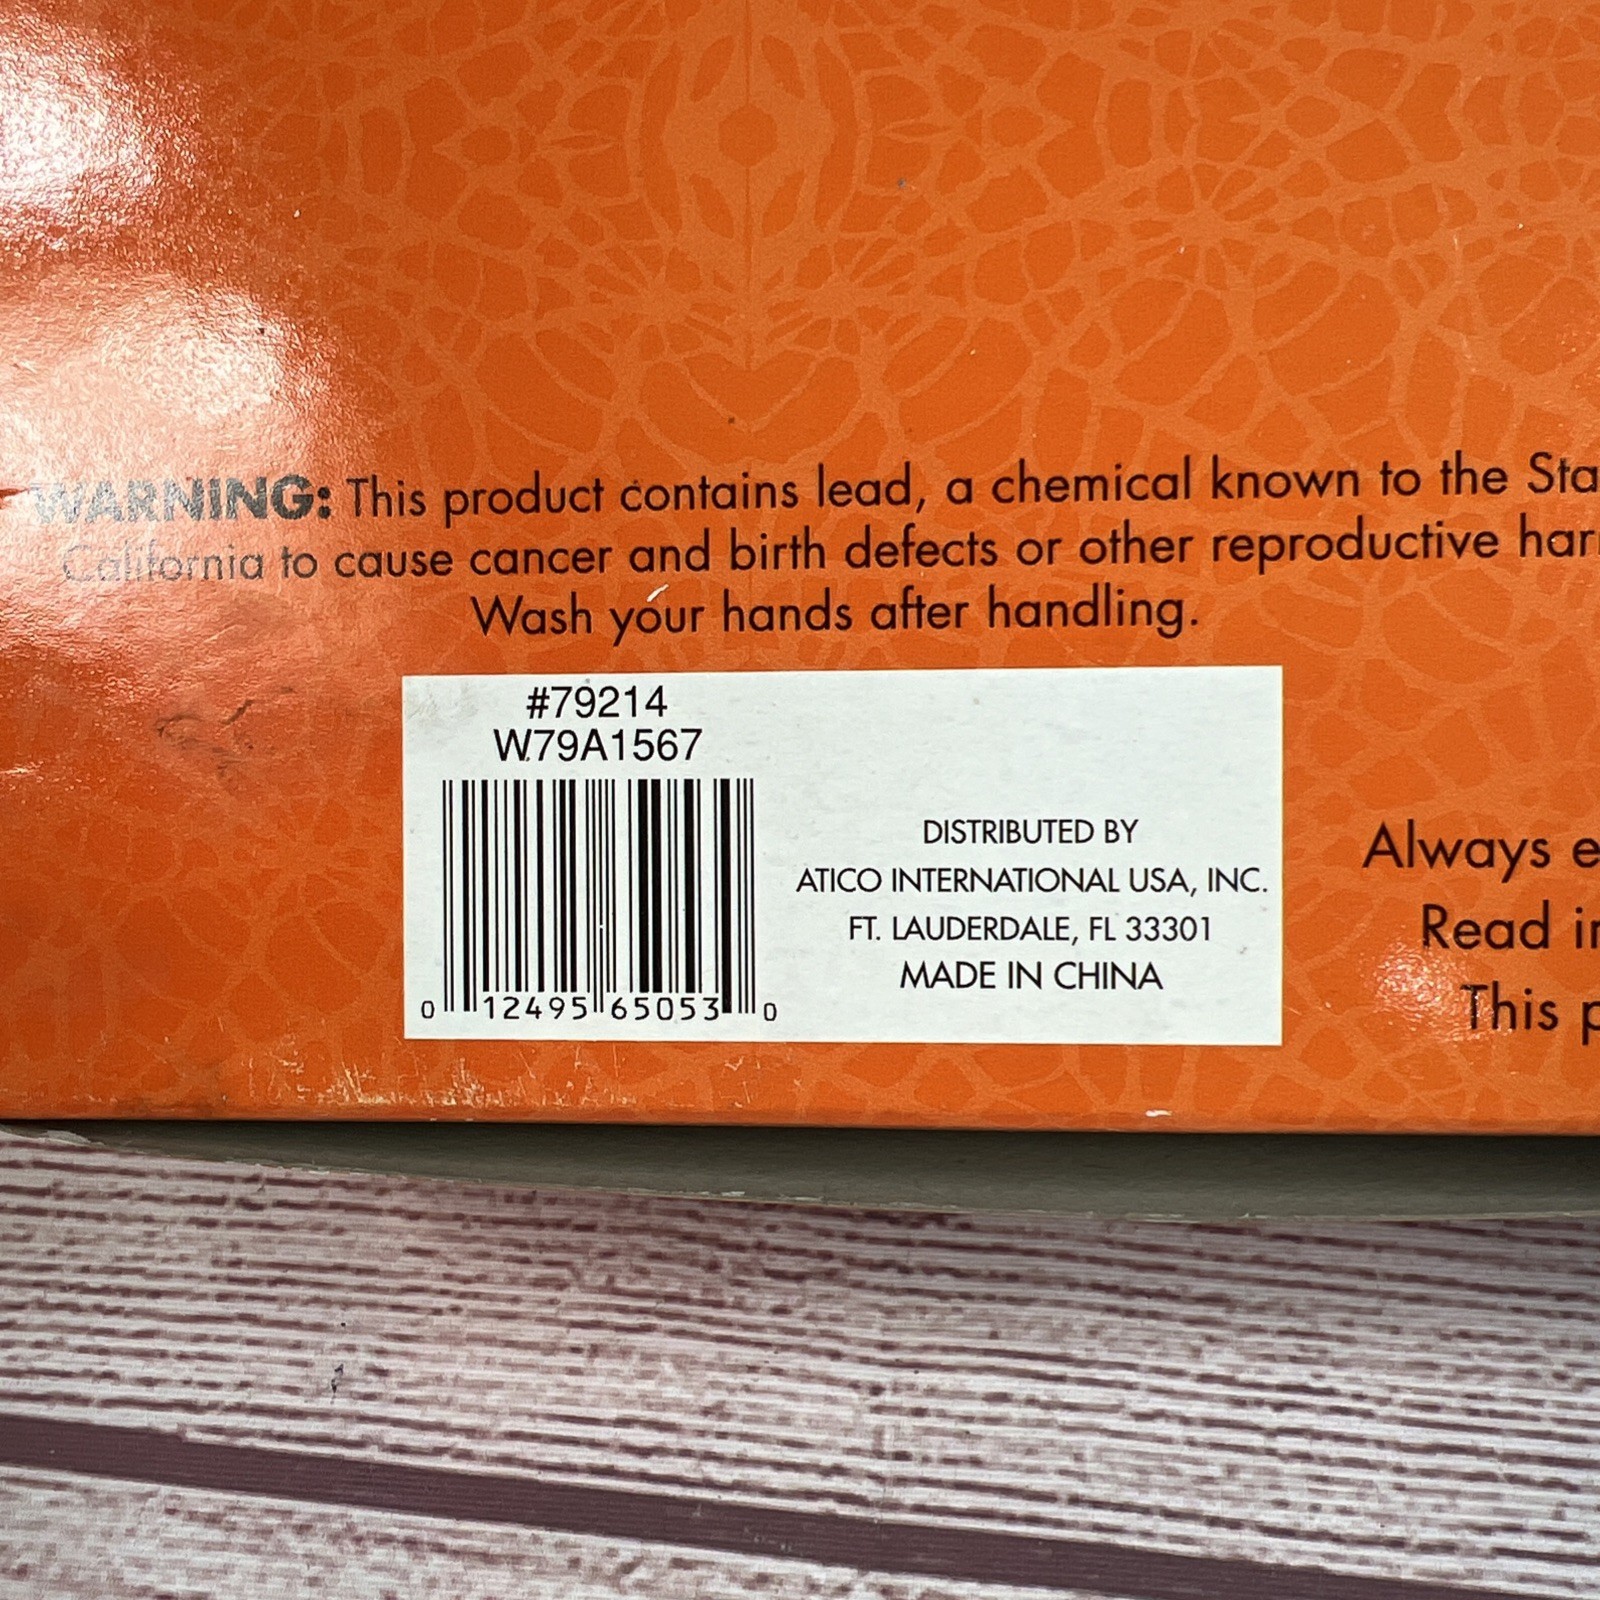 WARNING: This product contains lead, a chemical known to the Sta
California to cause cancer and birth defects or other reproductive har
Wash your hands after handling.
#79214
W.79A1567
0 12495 65053 0
DISTRIBUTED BY
ATICO INTERNATIONAL USA, INC.
FT. LAUDERDALE, FL 33301
MADE IN CHINA
Always e
Read in
This p